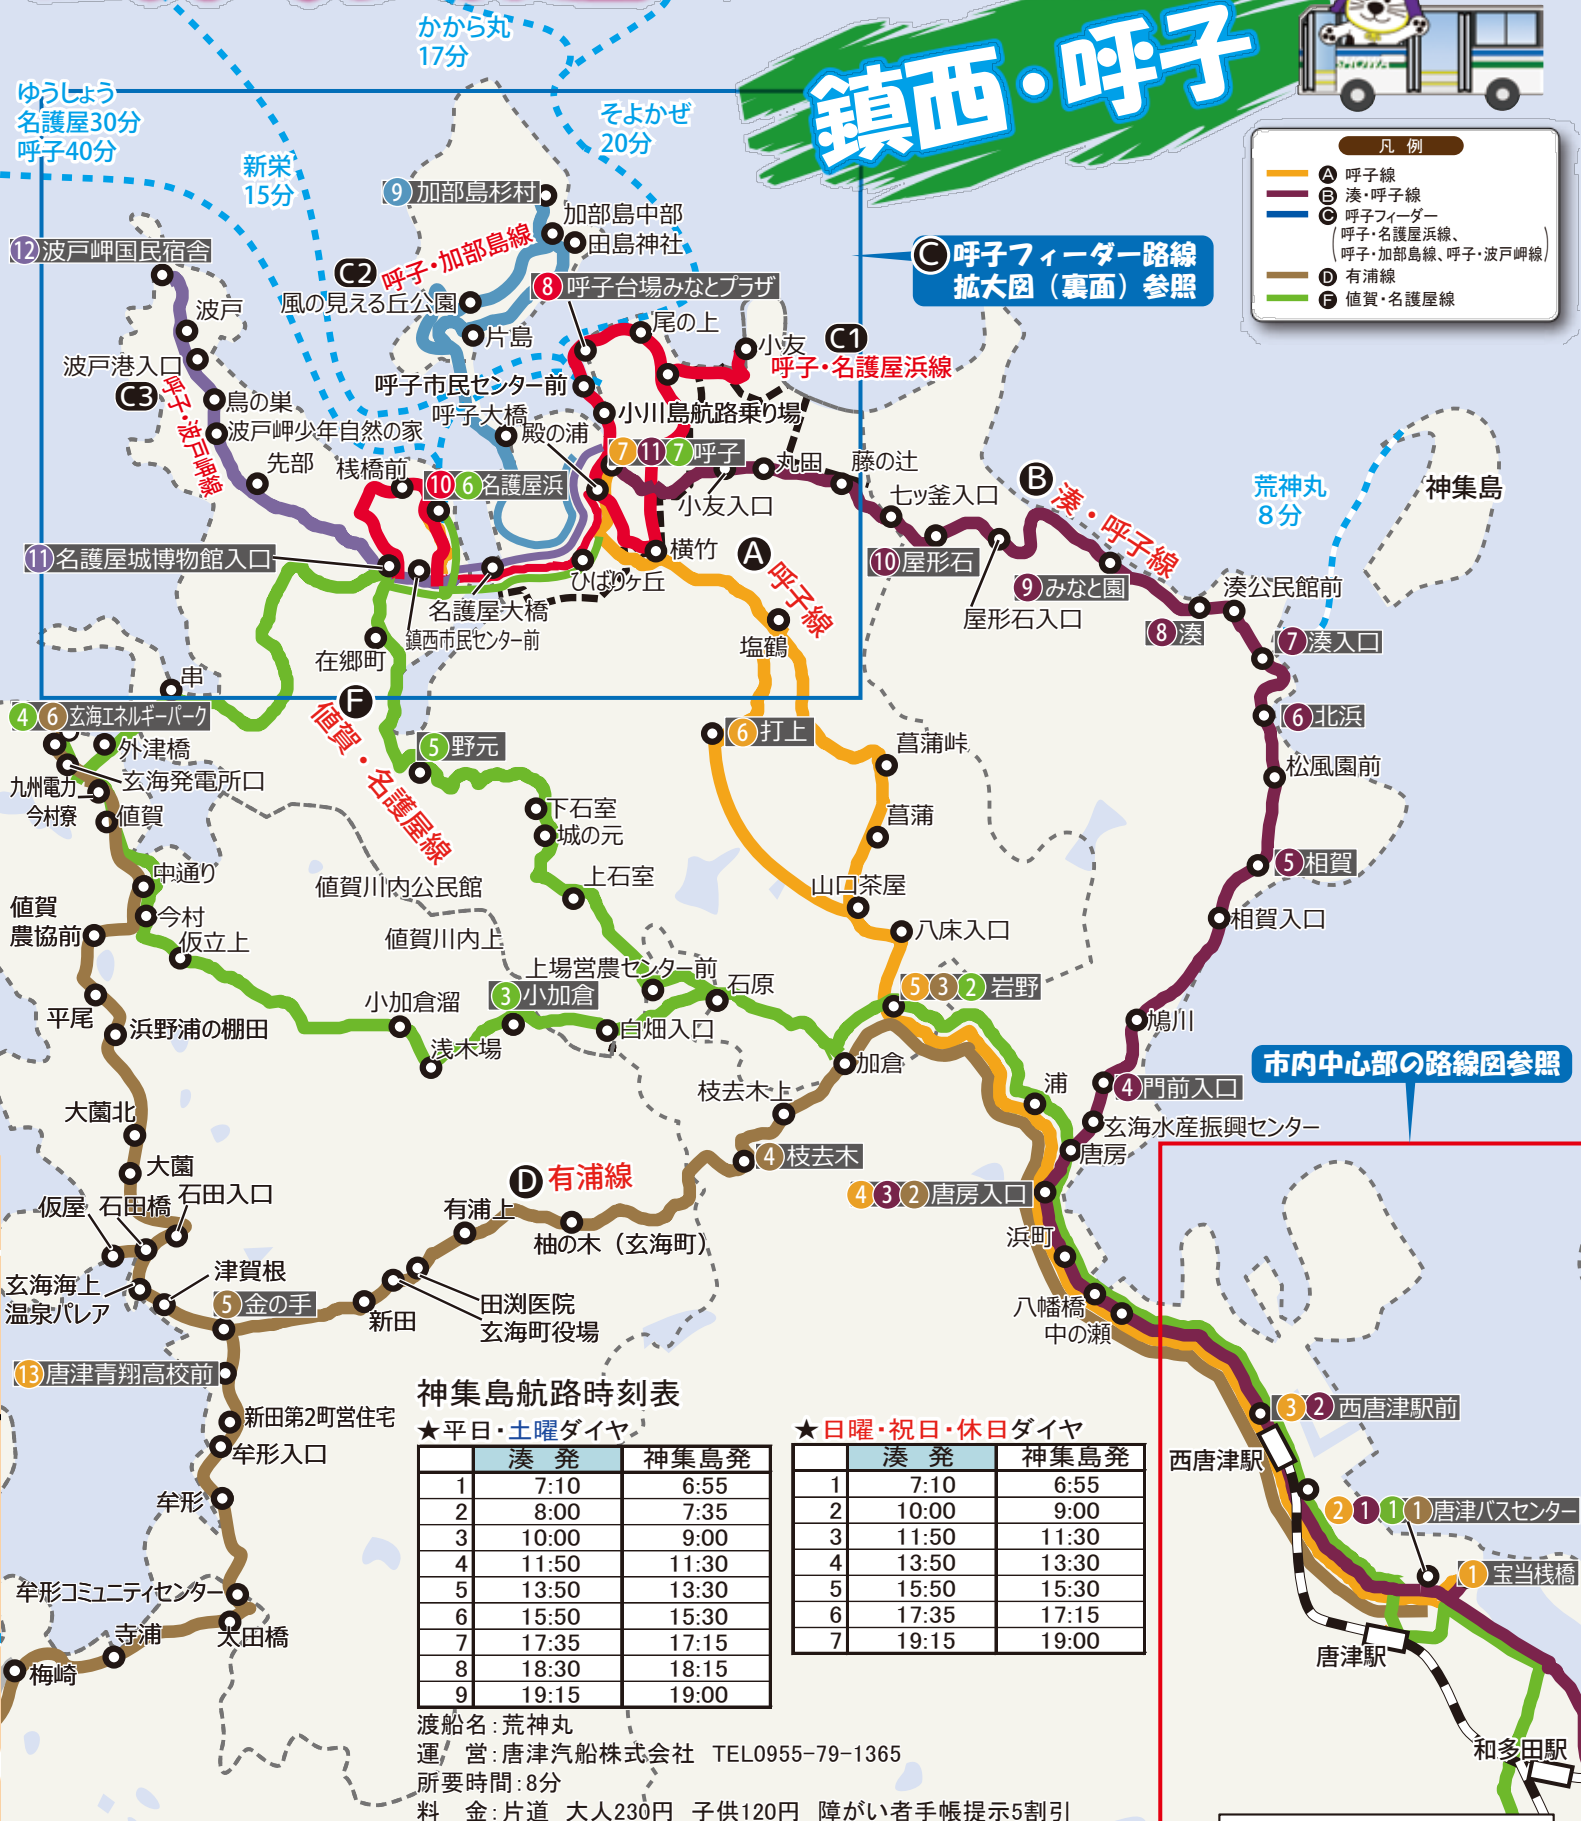 かから丸
17分
鎮西・呼子
SHOWA
ゆうしょう
名護屋30分
呼子40分
新栄
15分
そよかぜ
20分
凡 例
A 呼子線
B 湊・呼子線
C 呼子フィーダー
(呼子・名護屋浜線、
呼子・加部島線、呼子・波戸岬線)
D 有浦線
F 値賀・名護屋線
C 呼子フィーダー路線
拡大図（裏面）参照
9 加部島杉村
加部島中部
田島神社
呼子・加部島線
C2
風の見える丘公園
片島
12 波戸岬国民宿舎
波戸
波戸港入口
C3
呼子・波戸岬線
鳥の巣
波戸岬少年自然の家
先部
8 呼子台場みなとプラザ
尾の上
小友
C1
呼子・名護屋浜線
呼子市民センター前
呼子大橋
小川島航路乗り場
殿の浦
7 11 7 呼子
丸田
藤の辻
小友入口
桟橋前
10 6 名護屋浜
11 名護屋城博物館入口
名護屋大橋
鎮西市民センター前
ひばりヶ丘
横竹
A
呼子線
塩鶴
在郷町
七ッ釜入口
B
湊・呼子線
荒神丸
8分
神集島
10 屋形石
屋形石入口
9 みなと園
湊公民館前
8 湊
7 湊入口
6 北浜
松風園前
5 相賀
相賀入口
鳩川
4 門前入口
玄海水産振興センター
唐房
串
4 6 玄海エネルギーパーク
外津橋
玄海発電所口
九州電力
今村寮
値賀
F
値賀・名護屋線
5 野元
下石室
城の元
上石室
6 打上
菖蒲峠
菖蒲
山口茶屋
八床入口
中通り
値賀川内公民館
値賀
農協前
今村
仮立上
値賀川内上
上場営農センター前
石原
5 3 2 岩野
平尾
浜野浦の棚田
小加倉溜
3 小加倉
浅木場
白畑入口
加倉
浦
市内中心部の路線図参照
大薗北
大薗
枝去木上
4 枝去木
D 有浦線
仮屋
石田橋
石田入口
有浦上
柚の木（玄海町）
4 3 2 唐房入口
浜町
八幡橋
中の瀬
玄海海上
温泉パレア
津賀根
5 金の手
新田
田渕医院
玄海町役場
13 唐津青翔高校前
新田第2町営住宅
牟形入口
牟形
牟形コミュニティセンター
太田橋
寺浦
梅崎
3 2 西唐津駅前
西唐津駅
2 1 1 1 唐津バスセンター
1 宝当桟橋
唐津駅
和多田駅
神集島航路時刻表
★平日・土曜ダイヤ
湊 発 神集島発
1 7:10 6:55
2 8:00 7:35
3 10:00 9:00
4 11:50 11:30
5 13:50 13:30
6 15:50 15:30
7 17:35 17:15
8 18:30 18:15
9 19:15 19:00
★日曜・祝日・休日ダイヤ
湊 発 神集島発
1 7:10 6:55
2 10:00 9:00
3 11:50 11:30
4 13:50 13:30
5 15:50 15:30
6 17:35 17:15
7 19:15 19:00
渡船名：荒神丸
運　営：唐津汽船株式会社 TEL0955-79-1365
所要時間：8分
料　金：片道 大人230円 子供120円 障がい者手帳提示5割引